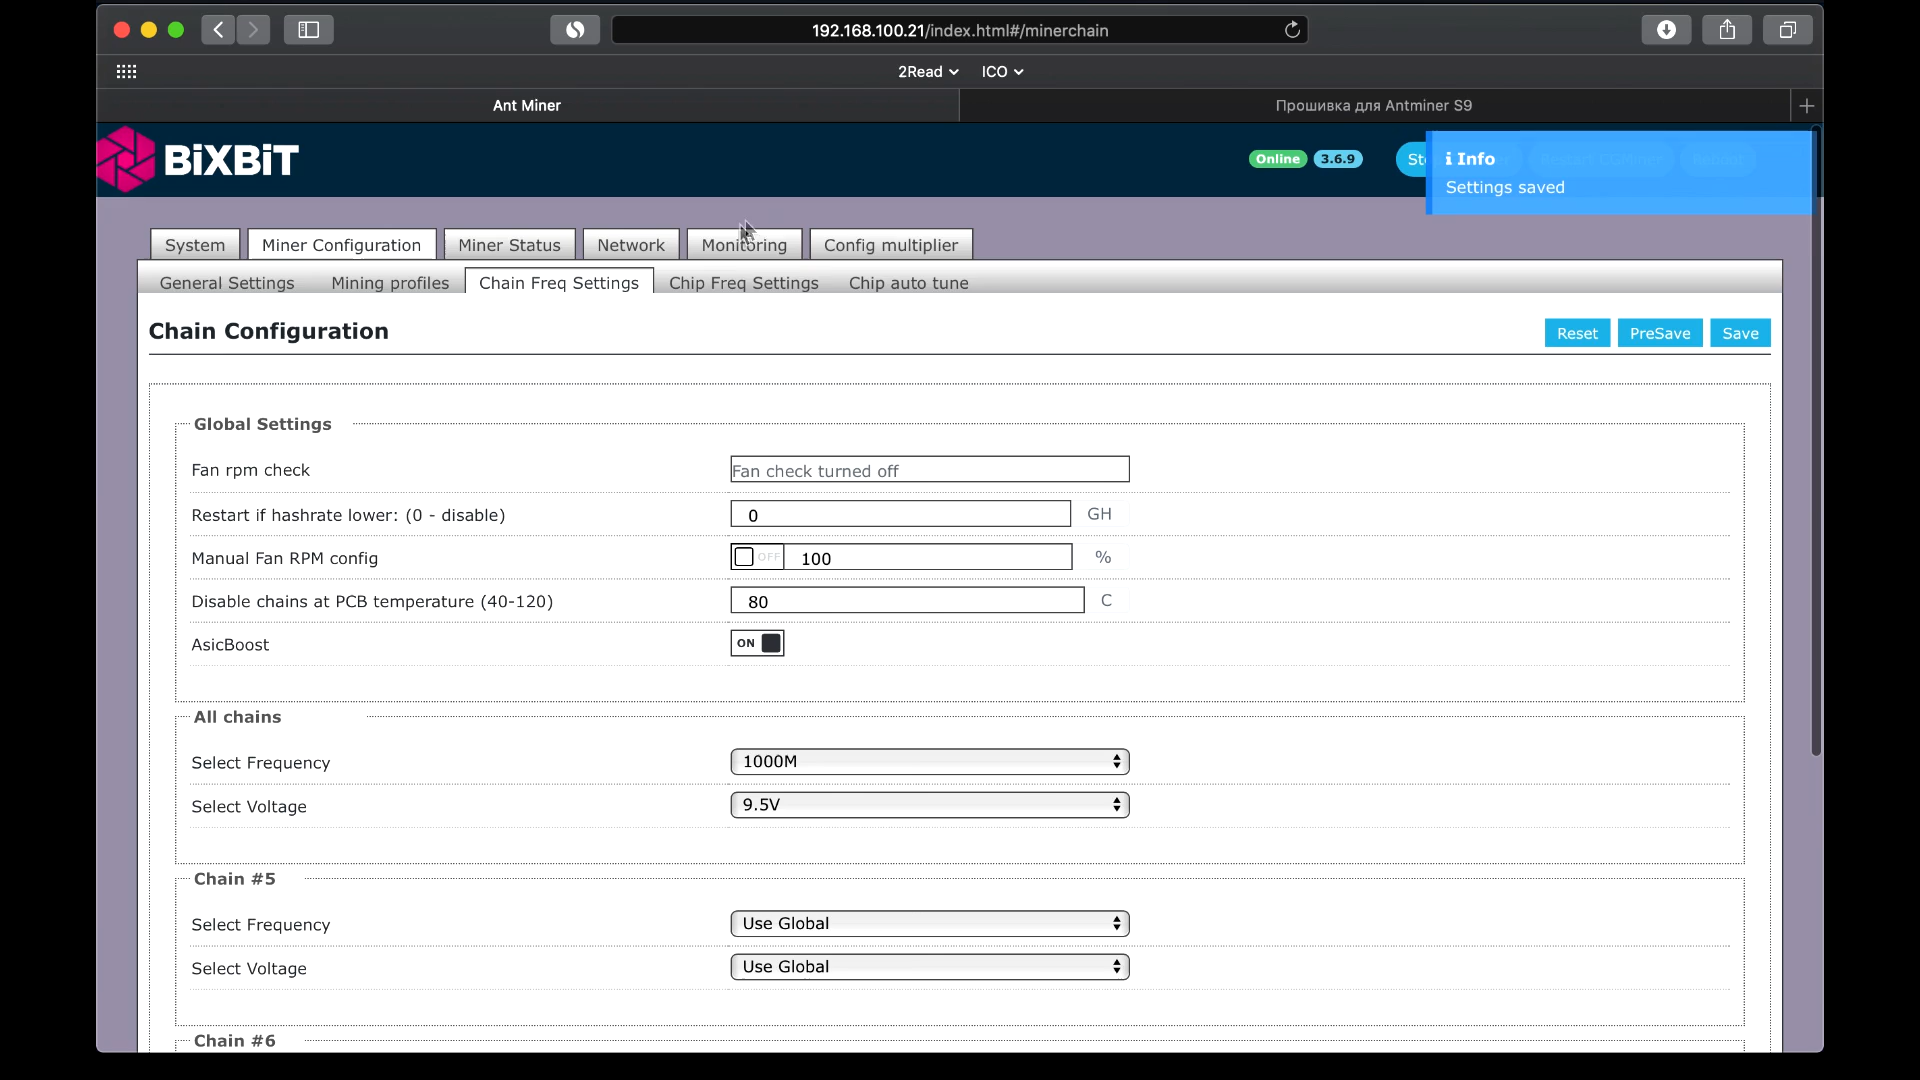 192.168.100.21/index.html#/minerchain
2Read ICO
Ant Miner Прошивка для Antminer S9
BiXBiT
Online 3.6.9 St
Info
Settings saved
System Miner Configuration Miner Status Network Monitoring Config multiplier
General Settings Mining profiles Chain Freq Settings Chip Freq Settings Chip auto tune
Chain Configuration
Reset PreSave Save
Global Settings
Fan rpm check Fan check turned off
Restart if hashrate lower: (0 - disable) 0 GH
Manual Fan RPM config OFF 100 %
Disable chains at PCB temperature (40-120) 80 C
AsicBoost ON
All chains
Select Frequency 1000M
Select Voltage 9.5V
Chain #5
Select Frequency Use Global
Select Voltage Use Global
Chain #6